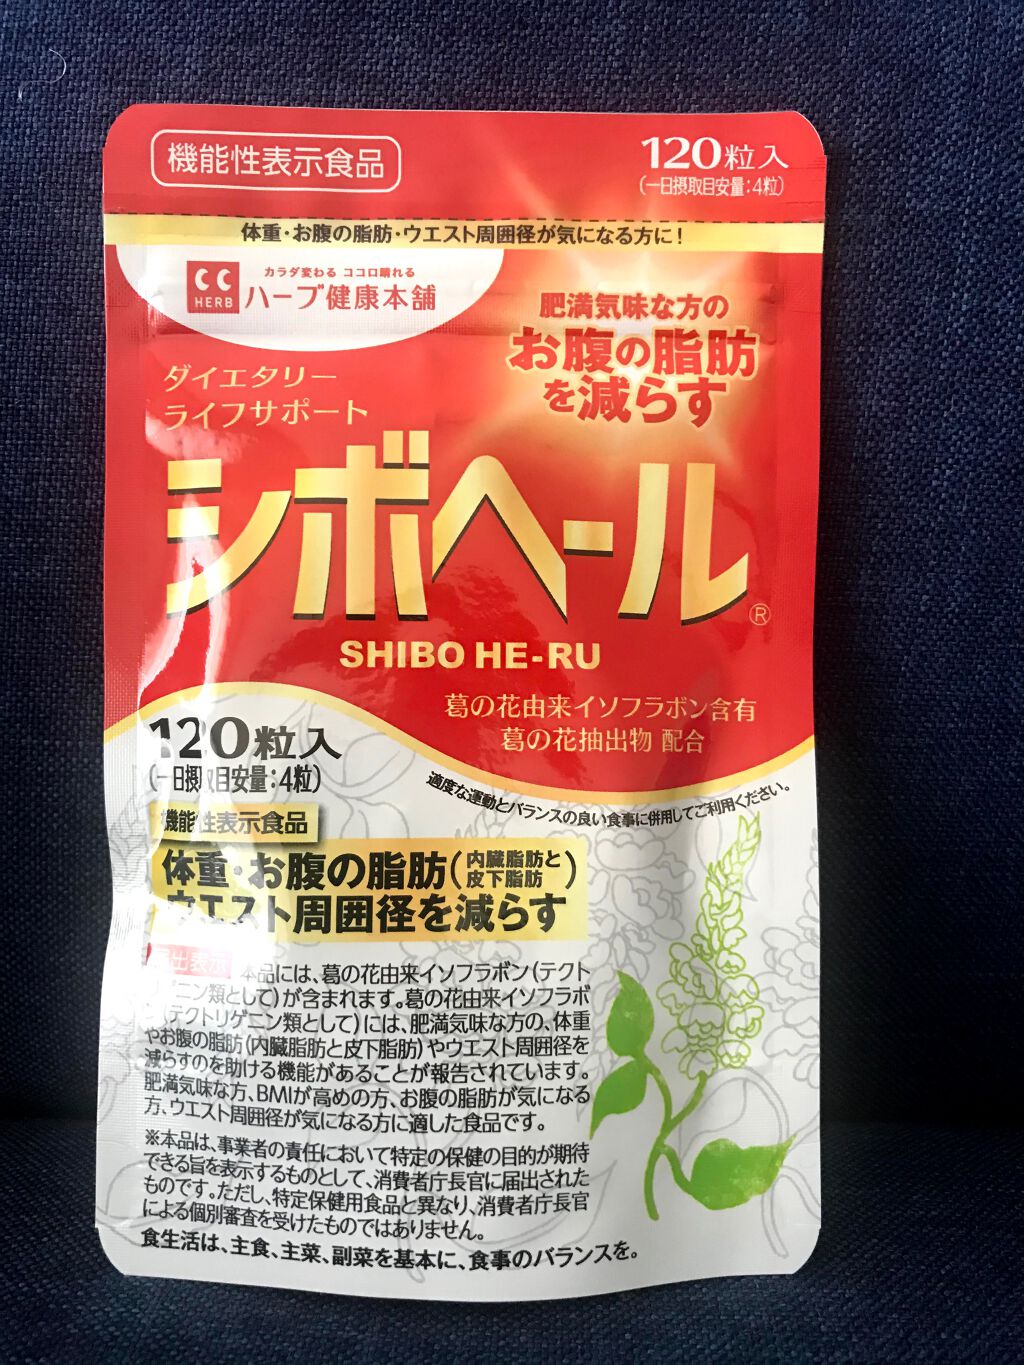 機能性表示食品
120粒入
(一日摂取目安量:4粒)
体重・お腹の脂肪・ウエスト周囲径が気になる方に!
CC
HERB
カラダ変わる ココロ晴れる
ハーブ健康本舗
肥満気味な方の
お腹の脂肪
を減らす
ダイエタリー
ライフサポート
シボヘール®
SHIBO HE-RU
葛の花由来イソフラボン含有
葛の花抽出物 配合
120粒入
(一日摂取目安量:4粒)
適度な運動とバランスの良い食事に併用してご利用ください。
機能性表示食品
体重・お腹の脂肪(内臓脂肪と
皮下脂肪)
ウエスト周囲径を減らす
届出表示 本品には、葛の花由来イソフラボン(テクト
リゲニン類として)が含まれます。葛の花由来イソフラボ
ン(テクトリゲニン類として)には、肥満気味な方の、体重
やお腹の脂肪(内臓脂肪と皮下脂肪)やウエスト周囲径を
減らすのを助ける機能があることが報告されています。
肥満気味な方、BMIが高めの方、お腹の脂肪が気になる
方、ウエスト周囲径が気になる方に適した食品です。
※本品は、事業者の責任において特定の保健の目的が期待
できる旨を表示するものとして、消費者庁長官に届出された
ものです。ただし、特定保健用食品と異なり、消費者庁長官
による個別審査を受けたものではありません。
食生活は、主食、主菜、副菜を基本に、食事のバランスを。